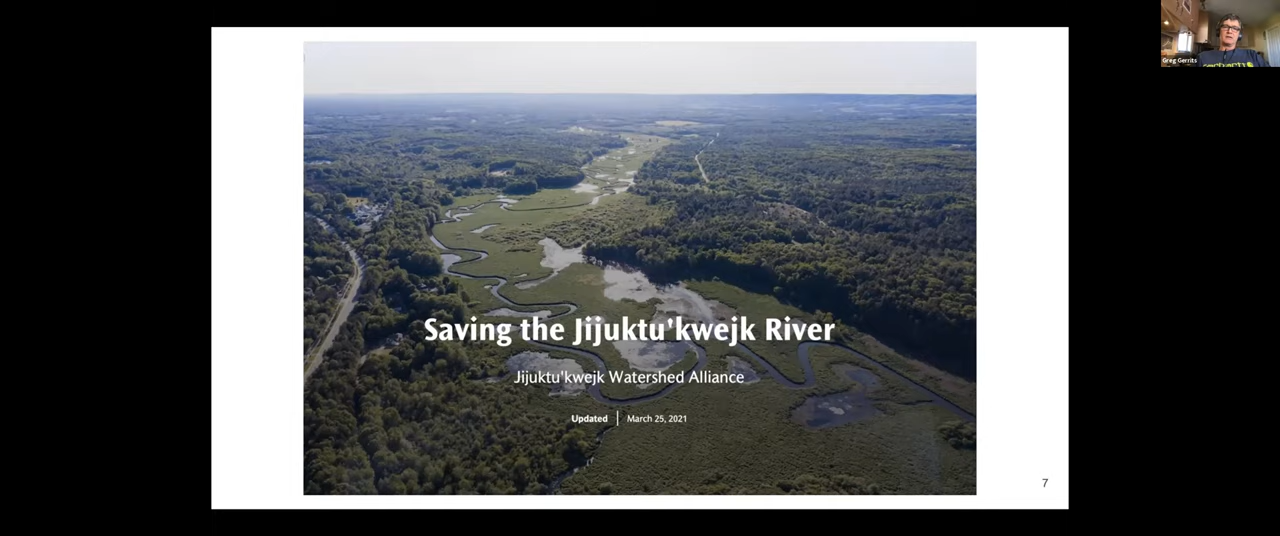 Saving the Jijuktu'kwejk River
Jijuktu'kwejk Watershed Alliance
Updated | March 25, 2021
7
Greg Gerrits